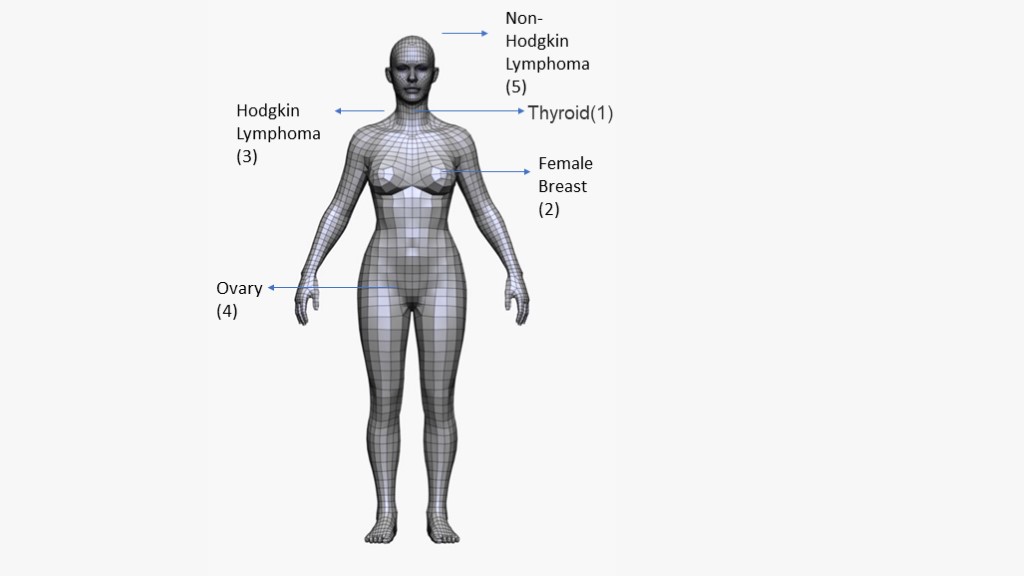 Non-
Hodgkin
Lymphoma
(5)
Hodgkin
Lymphoma
(3)
Thyroid(1)
Female
Breast
(2)
Ovary
(4)